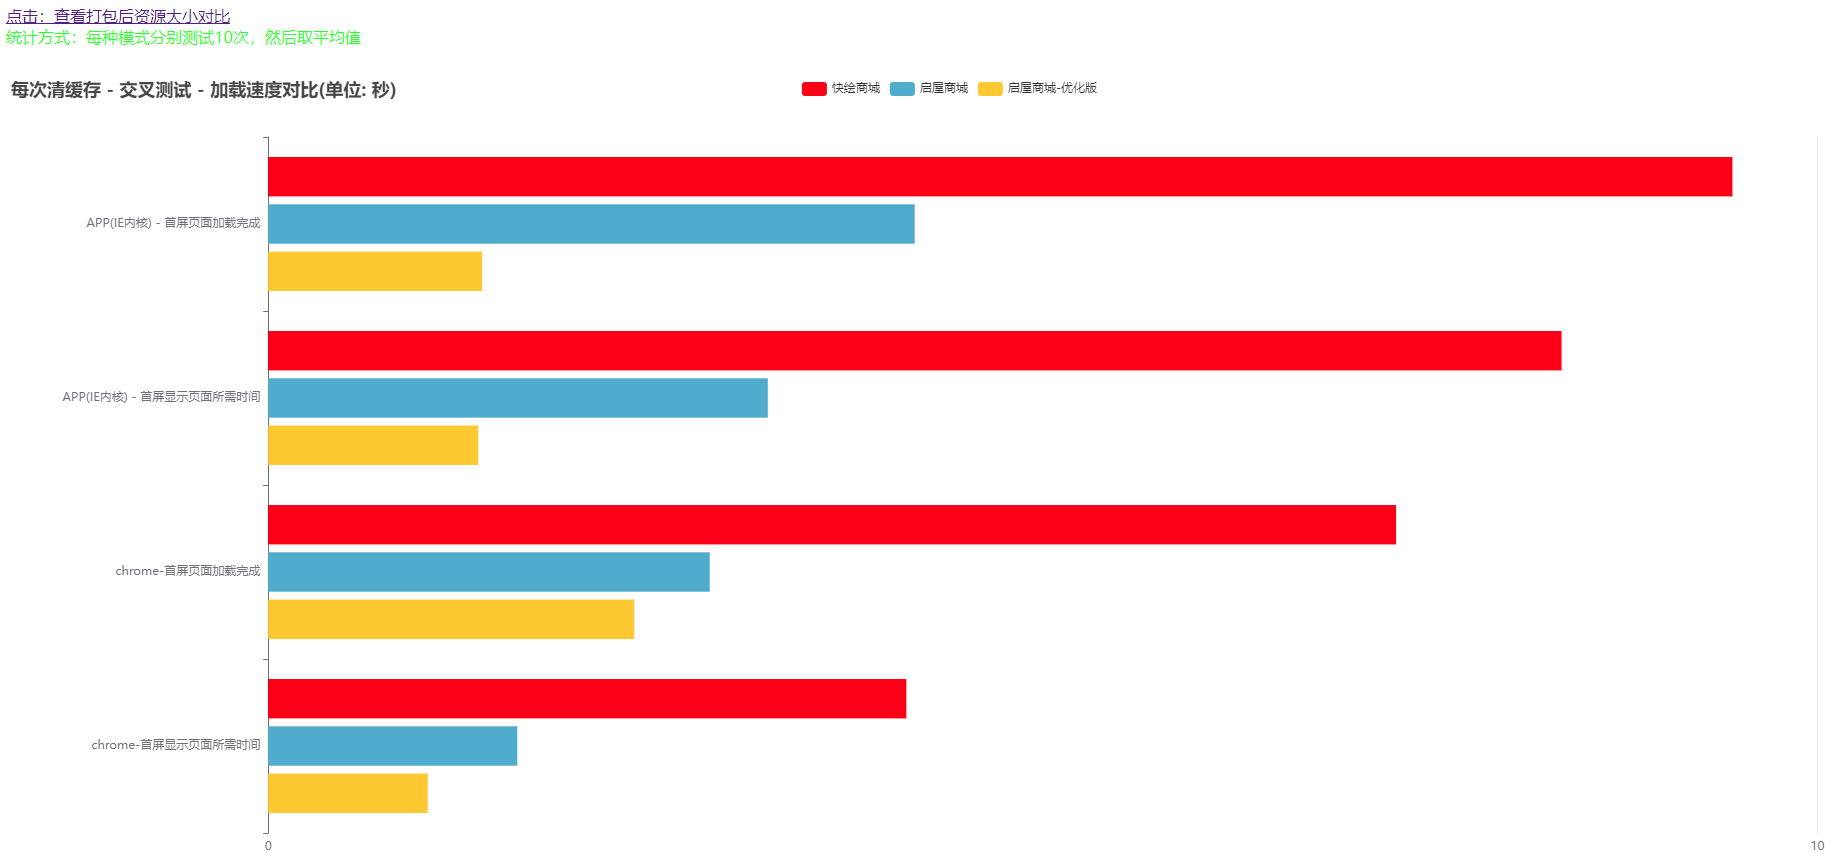 点击：查看打包后资源大小对比
统计方式：每种模式分别测试10次，然后取平均值
每次清缓存 - 交叉测试 - 加载速度对比(单位: 秒)
快绘商城 启屋商城 启屋商城-优化版
APP(IE内核) - 首屏页面加载完成
APP(IE内核) - 首屏显示页面所需时间
chrome-首屏页面加载完成
chrome-首屏显示页面所需时间
0 10